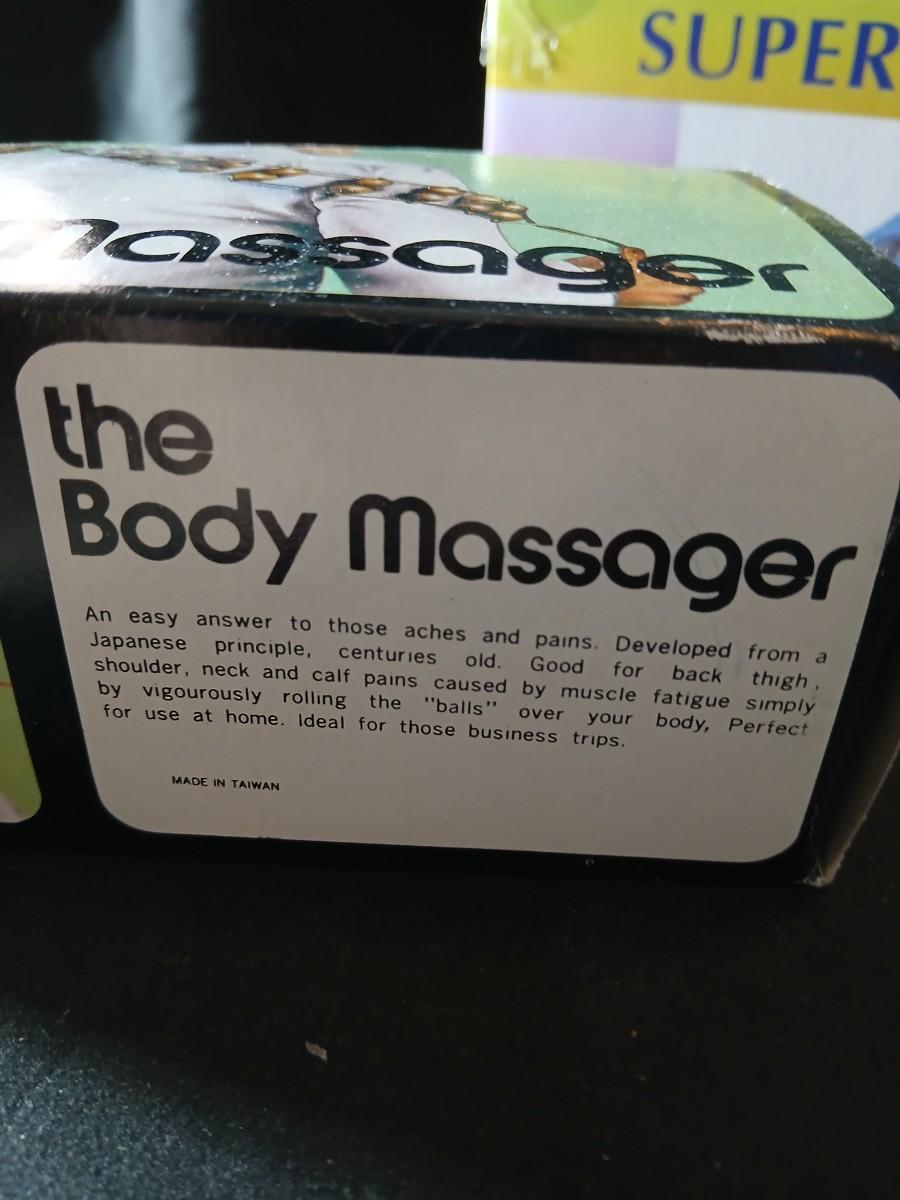 SUPER
massager
the
Body Massager
An easy answer to those aches and pains. Developed from a
Japanese principle, centuries old. Good for back thigh,
shoulder, neck and calf pains caused by muscle fatigue simply
by vigourously rolling the "balls" over your body, Perfect
for use at home. Ideal for those business trips.
MADE IN TAIWAN